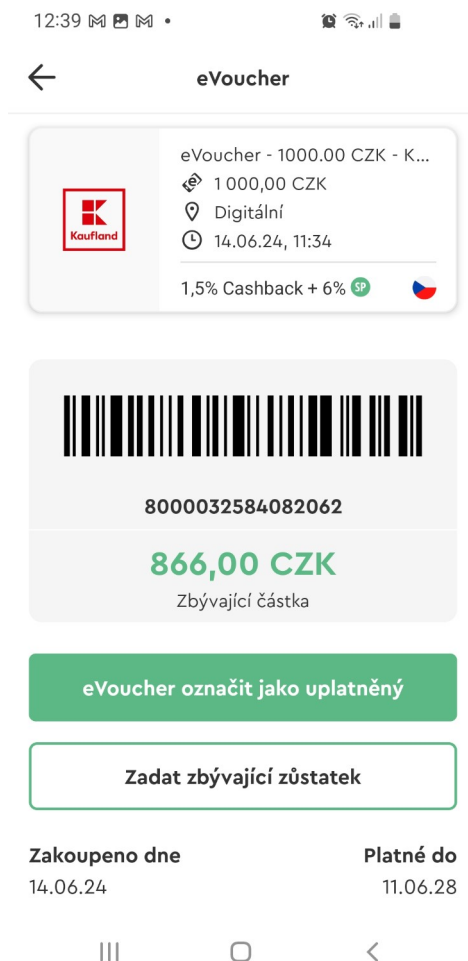 12:39
eVoucher
eVoucher - 1000.00 CZK - K...
1 000,00 CZK
Kaufland
Digitální
14.06.24, 11:34
1,5% Cashback + 6% SP
8000032584082062
866,00 CZK
Zbývající částka
eVoucher označit jako uplatněný
Zadat zbývající zůstatek
Zakoupeno dne
Platné do
14.06.24
11.06.28